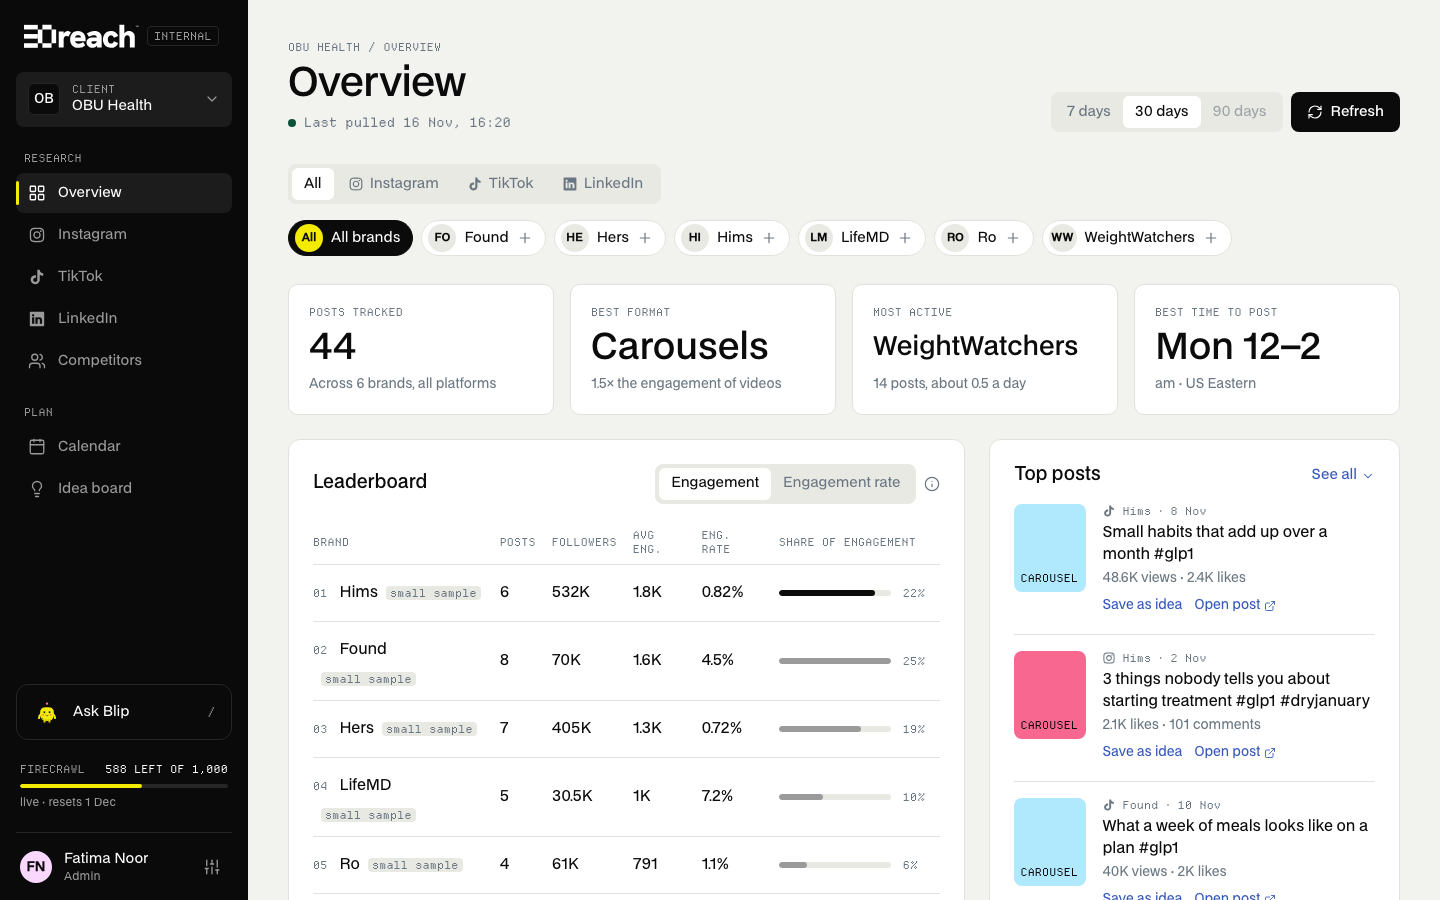 reach
INTERNAL
OB
CLIENT
OBU Health
RESEARCH
Overview
Instagram
TikTok
LinkedIn
Competitors
PLAN
Calendar
Idea board
Ask Blip
/
FIRECRAWL 588 LEFT OF 1,000
live · resets 1 Dec
FN
Fatima Noor
Admin
OBU HEALTH / OVERVIEW
Overview
Last pulled 16 Nov, 16:20
7 days 30 days 90 days
Refresh
All Instagram TikTok LinkedIn
All All brands FO Found HE Hers HI Hims LM LifeMD RO Ro WW WeightWatchers
POSTS TRACKED
44
Across 6 brands, all platforms
BEST FORMAT
Carousels
1.5× the engagement of videos
MOST ACTIVE
WeightWatchers
14 posts, about 0.5 a day
BEST TIME TO POST
Mon 12–2
am · US Eastern
Leaderboard
Engagement Engagement rate
BRAND POSTS FOLLOWERS AVG ENG. ENG. RATE SHARE OF ENGAGEMENT
01 Hims small sample 6 532K 1.8K 0.82% 22%
02 Found small sample 8 70K 1.6K 4.5% 25%
03 Hers small sample 7 405K 1.3K 0.72% 19%
04 LifeMD small sample 5 30.5K 1K 7.2% 10%
05 Ro small sample 4 61K 791 1.1% 6%
Top posts
See all
CAROUSEL
Hims · 8 Nov
Small habits that add up over a
month #glp1
48.6K views · 2.4K likes
Save as idea Open post
CAROUSEL
Hims · 2 Nov
3 things nobody tells you about
starting treatment #glp1 #dryjanuary
2.1K likes · 101 comments
Save as idea Open post
CAROUSEL
Found · 10 Nov
What a week of meals looks like on a
plan #glp1
40K views · 2K likes
Save as idea Open post